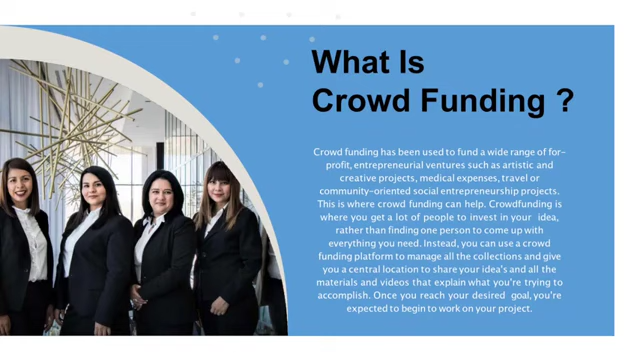 What Is
Crowd Funding ?
Crowd funding has been used to fund a wide range of for-
profit, entrepreneurial ventures such as artistic and
creative projects, medical expenses, travel or
community-oriented social entrepreneurship projects.
This is where crowd funding can help. Crowdfunding is
where you get a lot of people to invest in your idea,
rather than finding one person to come up with
everything you need. Instead, you can use a crowd
funding platform to manage all the collections and give
you a central location to share your idea's and all the
materials and videos that explain what you're trying to
accomplish. Once you reach your desired goal, you're
expected to begin to work on your project.